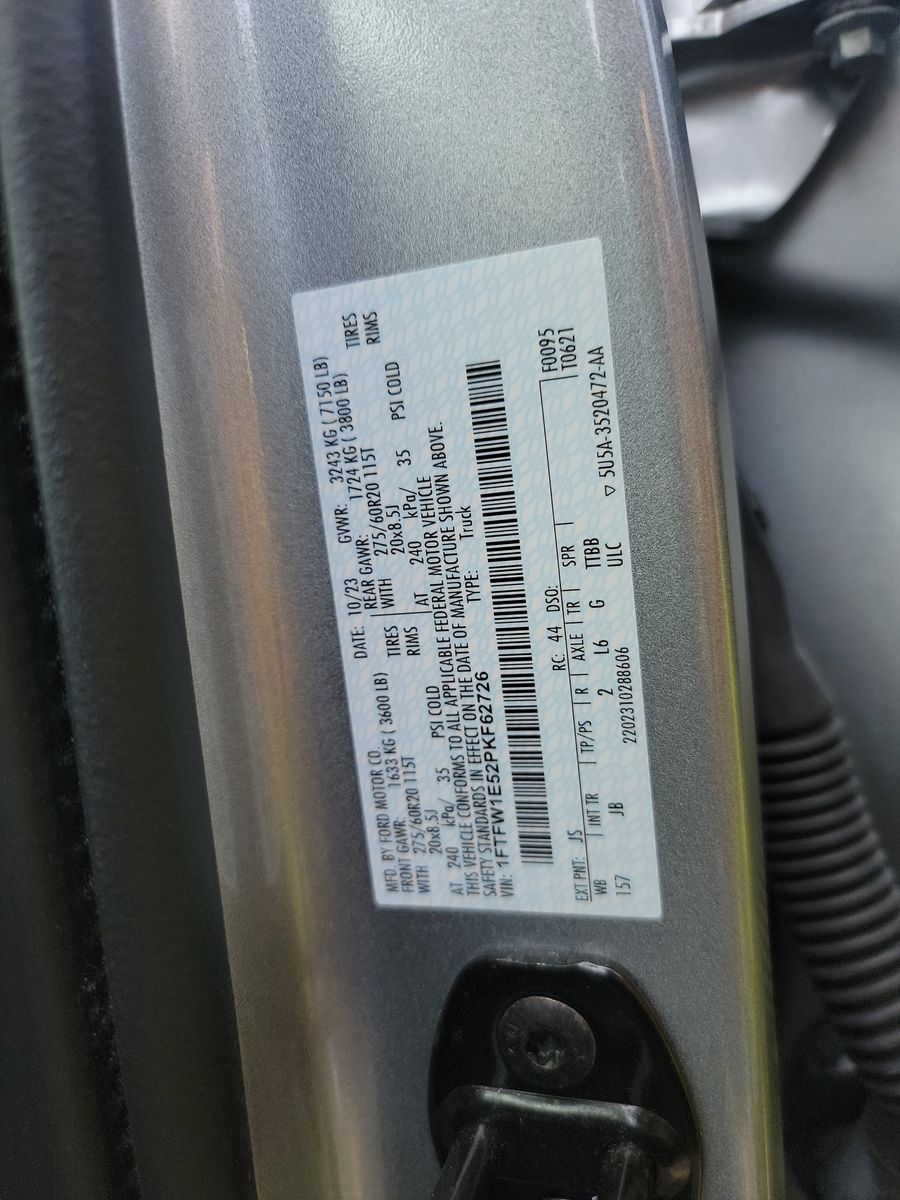 MFD. BY FORD MOTOR CO. DATE: 10/23 GVWR: 3243 KG ( 7150 LB)
FRONT GAWR: 1633 KG ( 3600 LB) REAR GAWR: 1724 KG ( 3800 LB)
WITH 275/60R20 115T TIRES WITH 275/60R20 115T TIRES
20x8.5J RIMS 20x8.5J RIMS
AT 240 kPa/ 35 PSI COLD AT 240 kPa/ 35 PSI COLD
THIS VEHICLE CONFORMS TO ALL APPLICABLE FEDERAL MOTOR VEHICLE
SAFETY STANDARDS IN EFFECT ON THE DATE OF MANUFACTURE SHOWN ABOVE.
VIN: 1FTFW1E52PKF62726 TYPE: Truck
F0095
T0621
EXT PNT: JS RC: 44 DSO:
WB INT TR TP/PS R AXLE TR SPR
157 JB 2 L6 G TIBB
2202310288606 ULC ▽ 5U5A-3520472-AA